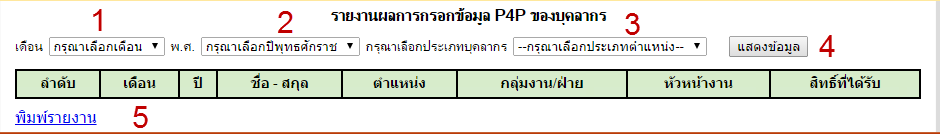 รายงานผลการกรอกข้อมูล P4P ของบุคลากร
1 2 3
เดือน กรุณาเลือกเดือน พ.ศ. กรุณาเลือกปีพุทธศักราช กรุณาเลือกประเภทบุคลากร --กรุณาเลือกประเภทตำแหน่ง-- แสดงข้อมูล 4
ลำดับ เดือน ปี ชื่อ - สกุล ตำแหน่ง กลุ่มงาน/ฝ่าย หัวหน้างาน สิทธิ์ที่ได้รับ
พิมพ์รายงาน 5